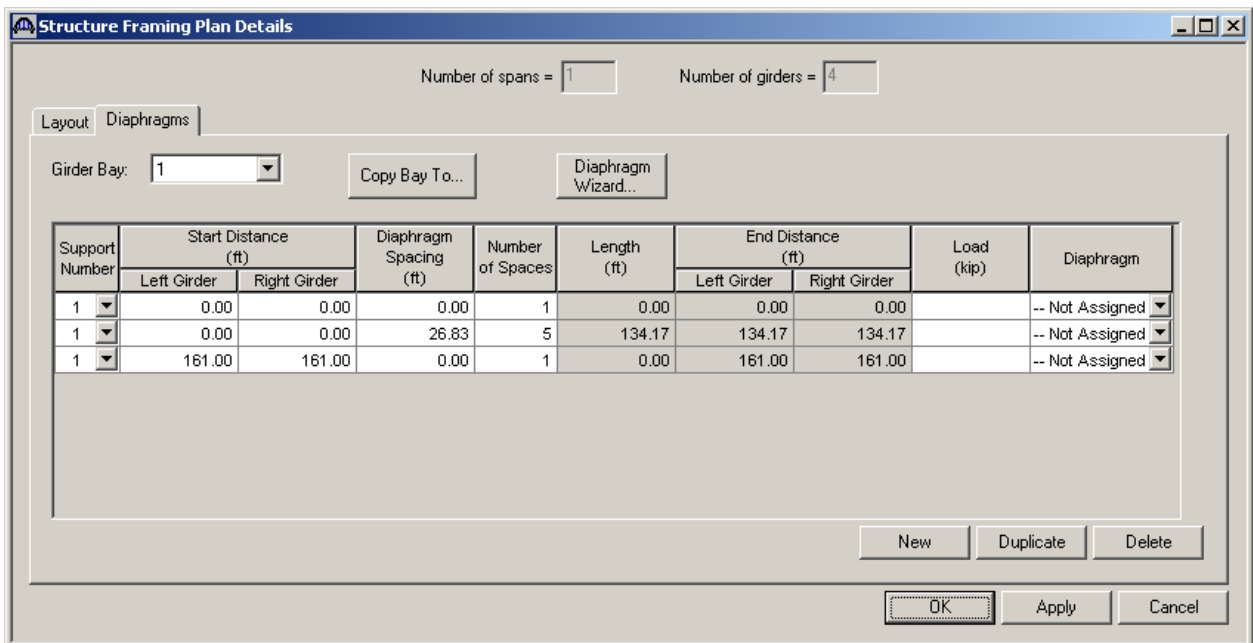 Structure Framing Plan Details
Number of spans = 1 Number of girders = 4
Layout Diaphragms
Girder Bay: 1 Copy Bay To... Diaphragm
Wizard...
Support Number Start Distance (ft) Diaphragm Spacing (ft) Number of Spaces Length (ft) End Distance (ft) Load (kip) Diaphragm
Left Girder Right Girder Left Girder Right Girder
1 0.00 0.00 0.00 1 0.00 0.00 0.00 -- Not Assigned
1 0.00 0.00 26.83 5 134.17 134.17 134.17 -- Not Assigned
1 161.00 161.00 0.00 1 0.00 161.00 161.00 -- Not Assigned
New Duplicate Delete
OK Apply Cancel